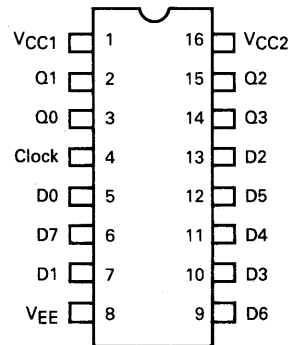 VCC1 1 16 VCC2
Q1 2 15 Q2
Q0 3 14 Q3
Clock 4 13 D2
D0 5 12 D5
D7 6 11 D4
D1 7 10 D3
VEE 8 9 D6